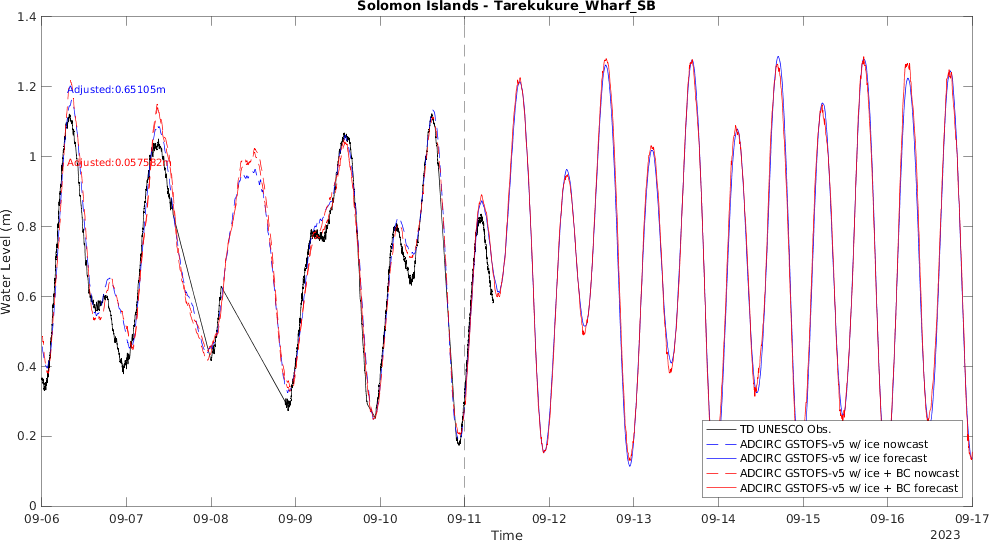 Solomon Islands - Tarekukure_Wharf_SB
1.4
1.2
1
0.8
0.6
0.4
0.2
0
Water Level (m)
Adjusted:0.65105m
Adjusted:0.057582m
TD UNESCO Obs.
ADCIRC GSTOFS-v5 w/ ice nowcast
ADCIRC GSTOFS-v5 w/ ice forecast
ADCIRC GSTOFS-v5 w/ ice + BC nowcast
ADCIRC GSTOFS-v5 w/ ice + BC forecast
09-06 09-07 09-08 09-09 09-10 09-11 09-12 09-13 09-14 09-15 09-16 09-17
Time
2023